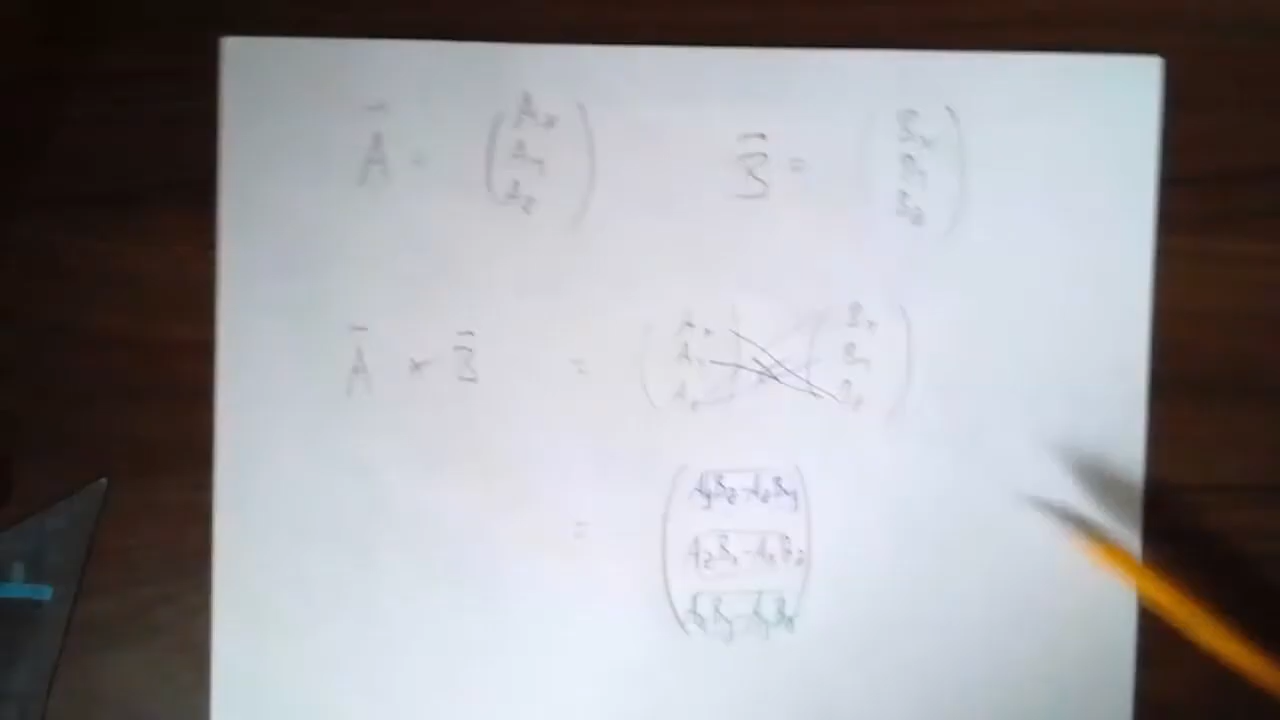 A̅ = ( Ax B̅ = ( Bx
Ay By
Az ) Bz )
A̅ × B̅ = ( Ax Bx
Ay By
Az Bz )
= ( AyBz - AzBy
AzBx - AxBz
AxBy - AyBx )